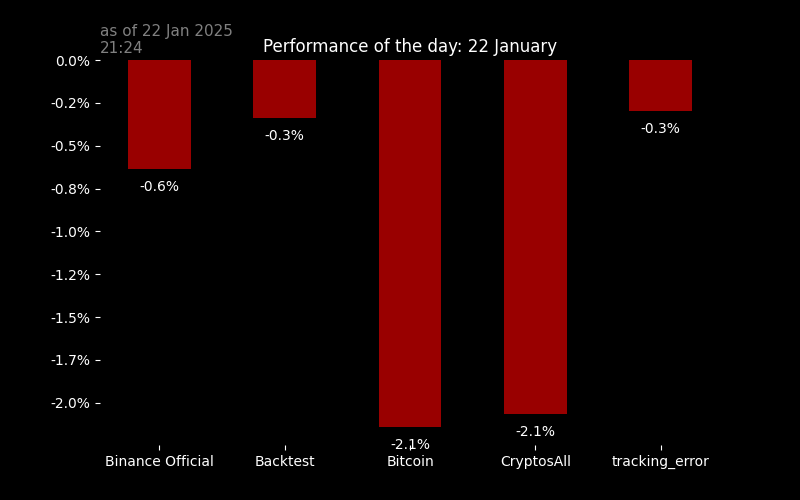 as of 22 Jan 2025
21:24
Performance of the day: 22 January
0.0%
-0.2%
-0.5%
-0.8%
-1.0%
-1.2%
-1.5%
-1.7%
-2.0%
-0.6%
-0.3%
-2.1%
-2.1%
-0.3%
Binance Official
Backtest
Bitcoin
CryptosAll
tracking_error